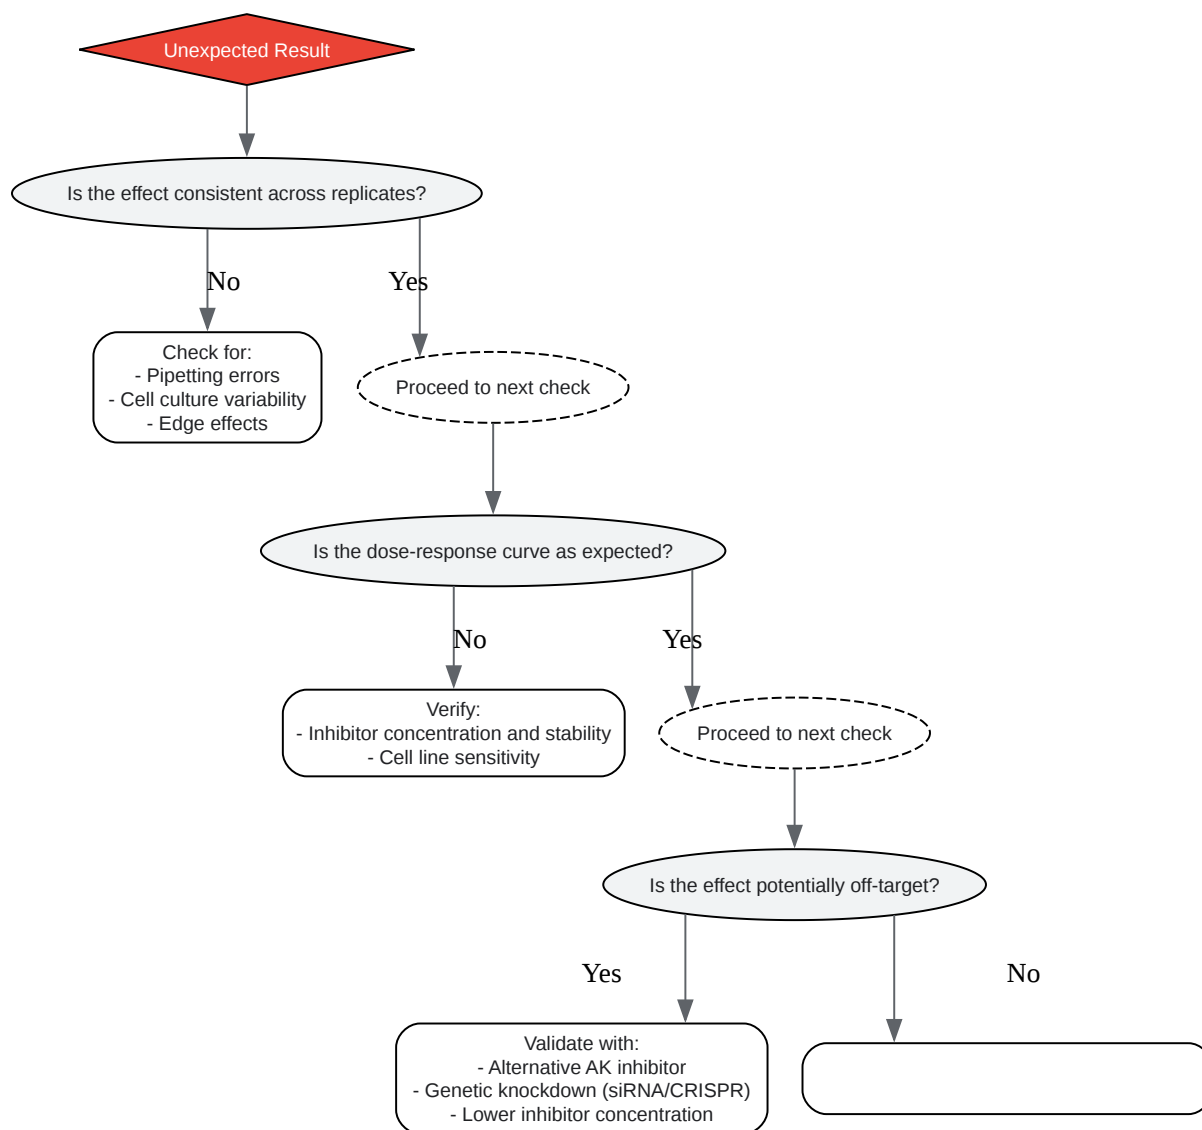 Unexpected Result
Is the effect consistent across replicates?
No
Yes
Check for:
- Pipetting errors
- Cell culture variability
- Edge effects
Proceed to next check
Is the dose-response curve as expected?
No
Yes
Verify:
- Inhibitor concentration and stability
- Cell line sensitivity
Proceed to next check
Is the effect potentially off-target?
Yes
No
Validate with:
- Alternative AK inhibitor
- Genetic knockdown (siRNA/CRISPR)
- Lower inhibitor concentration